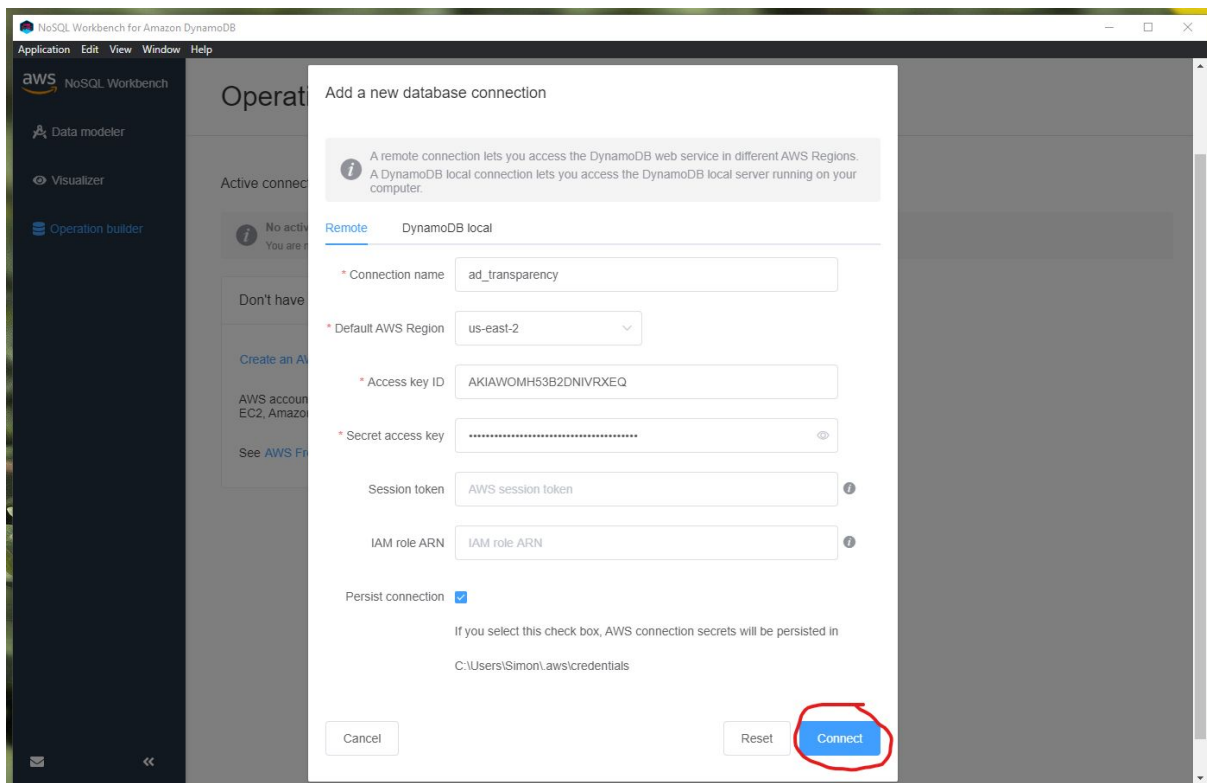 NoSQL Workbench for Amazon DynamoDB
Application Edit View Window Help
aws NoSQL Workbench
Data modeler
Visualizer
Operation builder
Operati
Active connec
No activ
You are n
Don't have
Create an AW
AWS accoun
EC2, Amazo
See AWS Fr
Add a new database connection
A remote connection lets you access the DynamoDB web service in different AWS Regions.
A DynamoDB local connection lets you access the DynamoDB local server running on your
computer.
Remote DynamoDB local
* Connection name ad_transparency
* Default AWS Region us-east-2
* Access key ID AKIAWOMH53B2DNIVRXEQ
* Secret access key ••••••••••••••••••••••••••••••••••••••••
Session token AWS session token
IAM role ARN IAM role ARN
Persist connection
If you select this check box, AWS connection secrets will be persisted in
C:\Users\Simon\.aws\credentials
Cancel Reset Connect